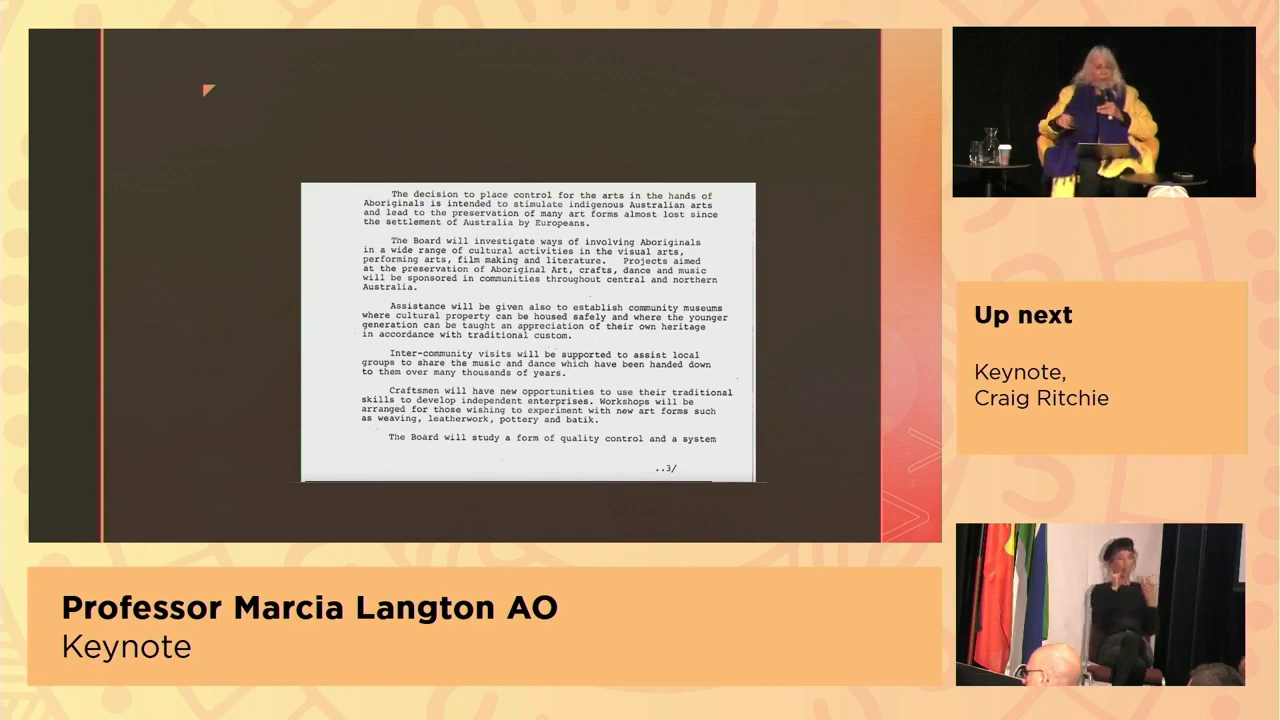 The decision to place control for the arts in the hands of
Aboriginals is intended to stimulate indigenous Australian arts
and lead to the preservation of many art forms almost lost since
the settlement of Australia by Europeans.
The Board will investigate ways of involving Aboriginals
in a wide range of cultural activities in the visual arts,
performing arts, film making and literature. Projects aimed
at the preservation of Aboriginal Art, crafts, dance and music
will be sponsored in communities throughout central and northern
Australia.
Assistance will be given also to establish community museums
where cultural property can be housed safely and where the younger
generation can be taught an appreciation of their own heritage
in accordance with traditional custom.
Inter-community visits will be supported to assist local
groups to share the music and dance which have been handed down
to them over many thousands of years.
Craftsmen will have new opportunities to use their traditional
skills to develop independent enterprises. Workshops will be
arranged for those wishing to experiment with new art forms such
as weaving, leatherwork, pottery and batik.
The Board will study a form of quality control and a system
..3/
Up next
Keynote,
Craig Ritchie
Professor Marcia Langton AO
Keynote